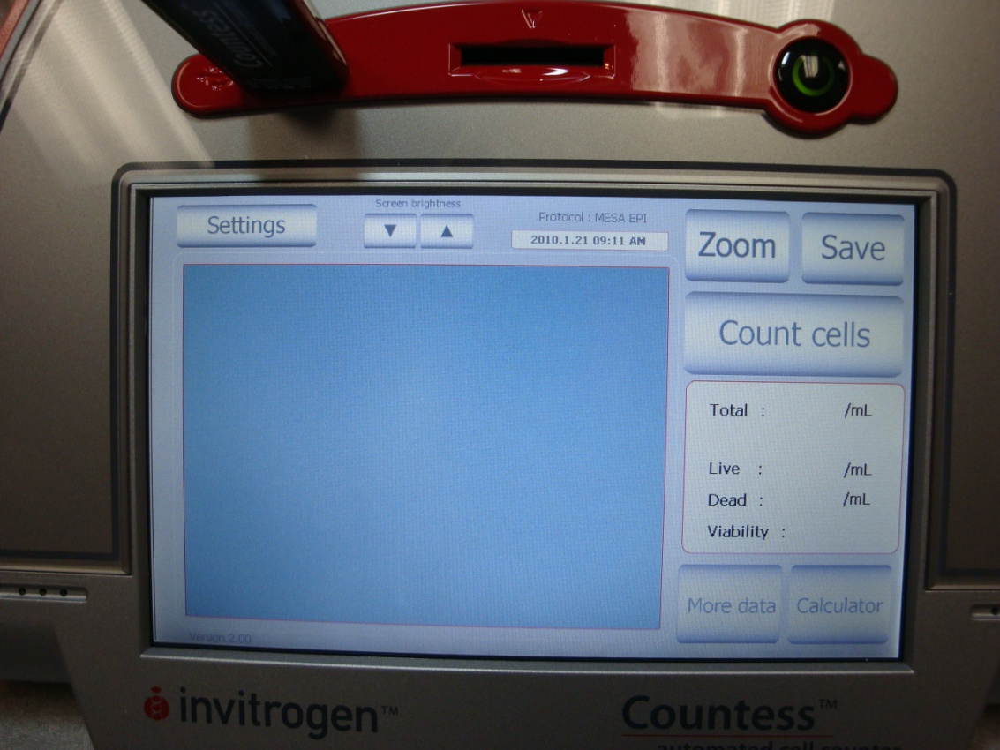 Countess
Settings
Screen brightness
▼ ▲
Protocol : MESA EPI
2010.1.21 09:11 AM
Zoom
Save
Count cells
Total : /mL
Live : /mL
Dead : /mL
Viability :
More data
Calculator
Version 2.00
invitrogen™
Countess™
automated cell counter